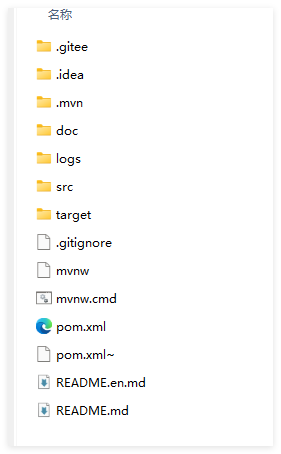 名称
.gitee
.idea
.mvn
doc
logs
src
target
.gitignore
mvnw
mvnw.cmd
pom.xml
pom.xml~
README.en.md
README.md